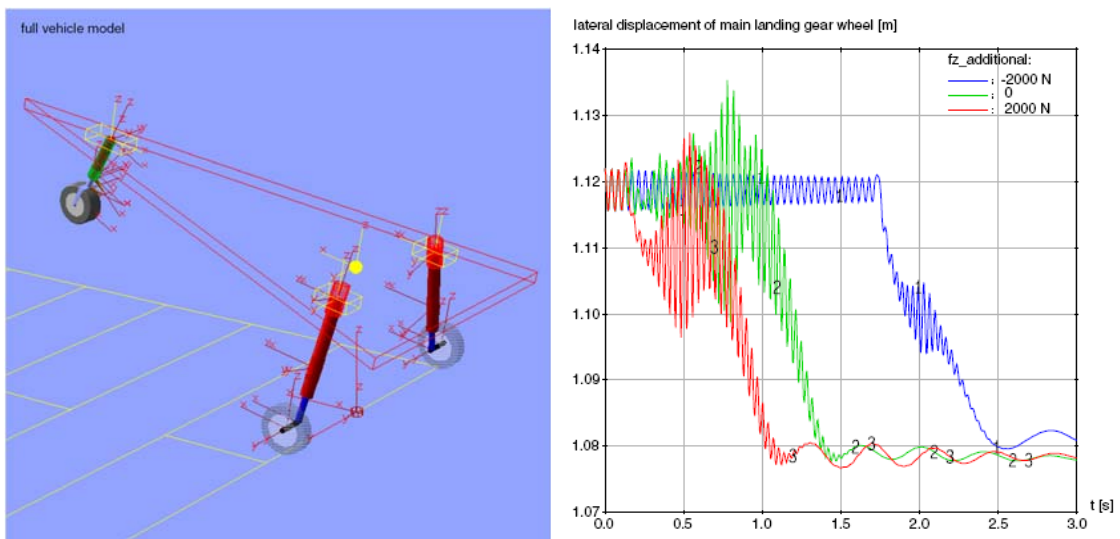 full vehicle model
lateral displacement of main landing gear wheel [m]
fz_additional:
: -2000 N
: 0
: 2000 N
1.14
1.13
1.12
1.11
1.10
1.09
1.08
1.07
0.0 0.5 1.0 1.5 2.0 2.5 3.0
t [s]